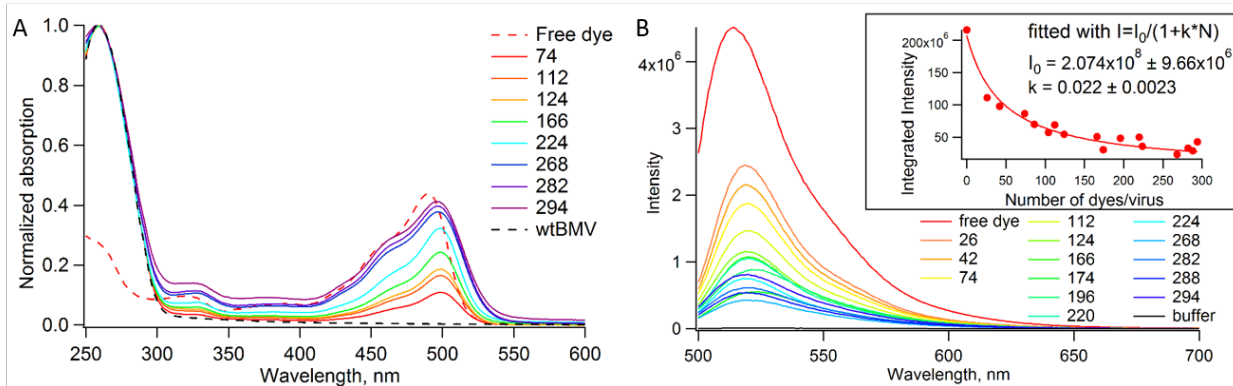 A
Normalized absorption
1.0
0.8
0.6
0.4
0.2
0.0
250 300 350 400 450 500 550 600
Wavelength, nm
Free dye
74
112
124
166
224
268
282
294
wtBMV
B
Intensity
4x10⁶
3
2
1
0
500 550 600 650 700
Wavelength, nm
Integrated Intensity
200x10⁶
150
100
50
0 50 100 150 200 250 300
Number of dyes/virus
fitted with I=I₀/(1+k*N)
I₀ = 2.074x10⁸ ± 9.66x10⁶
k = 0.022 ± 0.0023
free dye
26
42
74
112
124
166
174
196
220
224
268
282
288
294
buffer